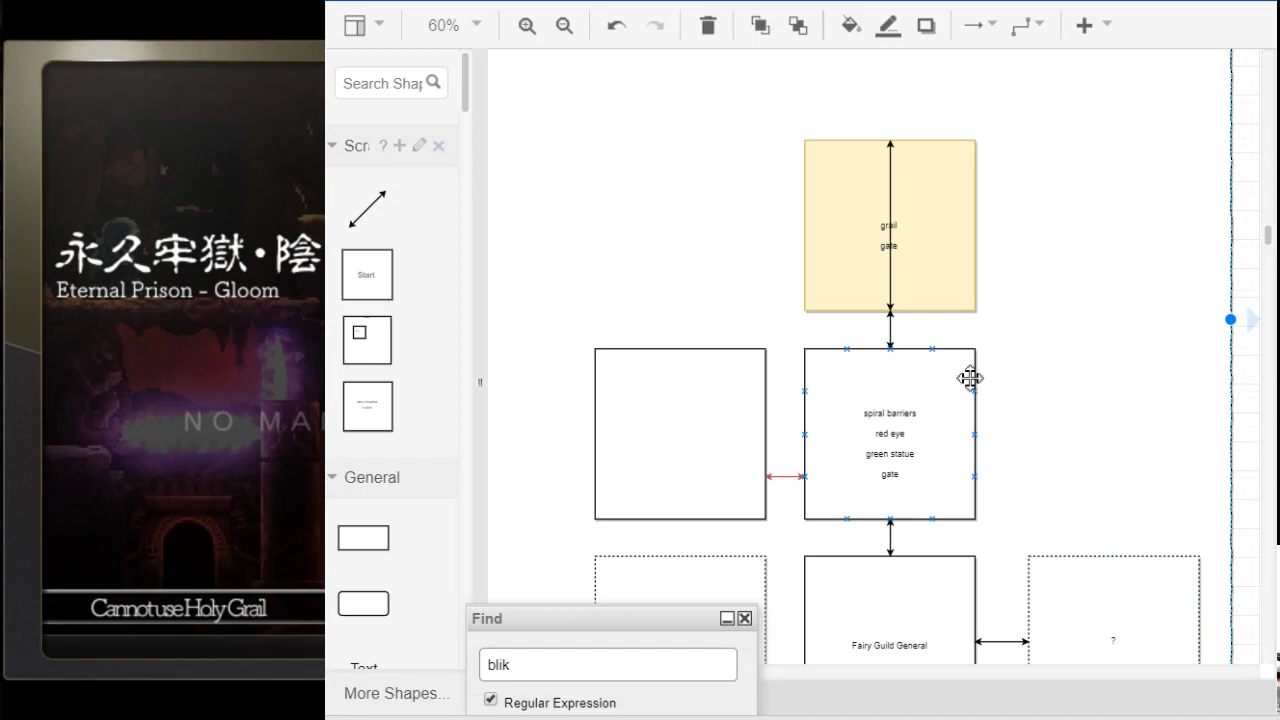 永久牢獄・陰
Eternal Prison - Gloom
NO MA
Cannot use Holy Grail
60%
Search Shap
Scr
?
Start
General
Text
More Shapes...
grail
gate
spiral barriers
red eye
green statue
gate
Fairy Guild General
?
Find
blik
Regular Expression